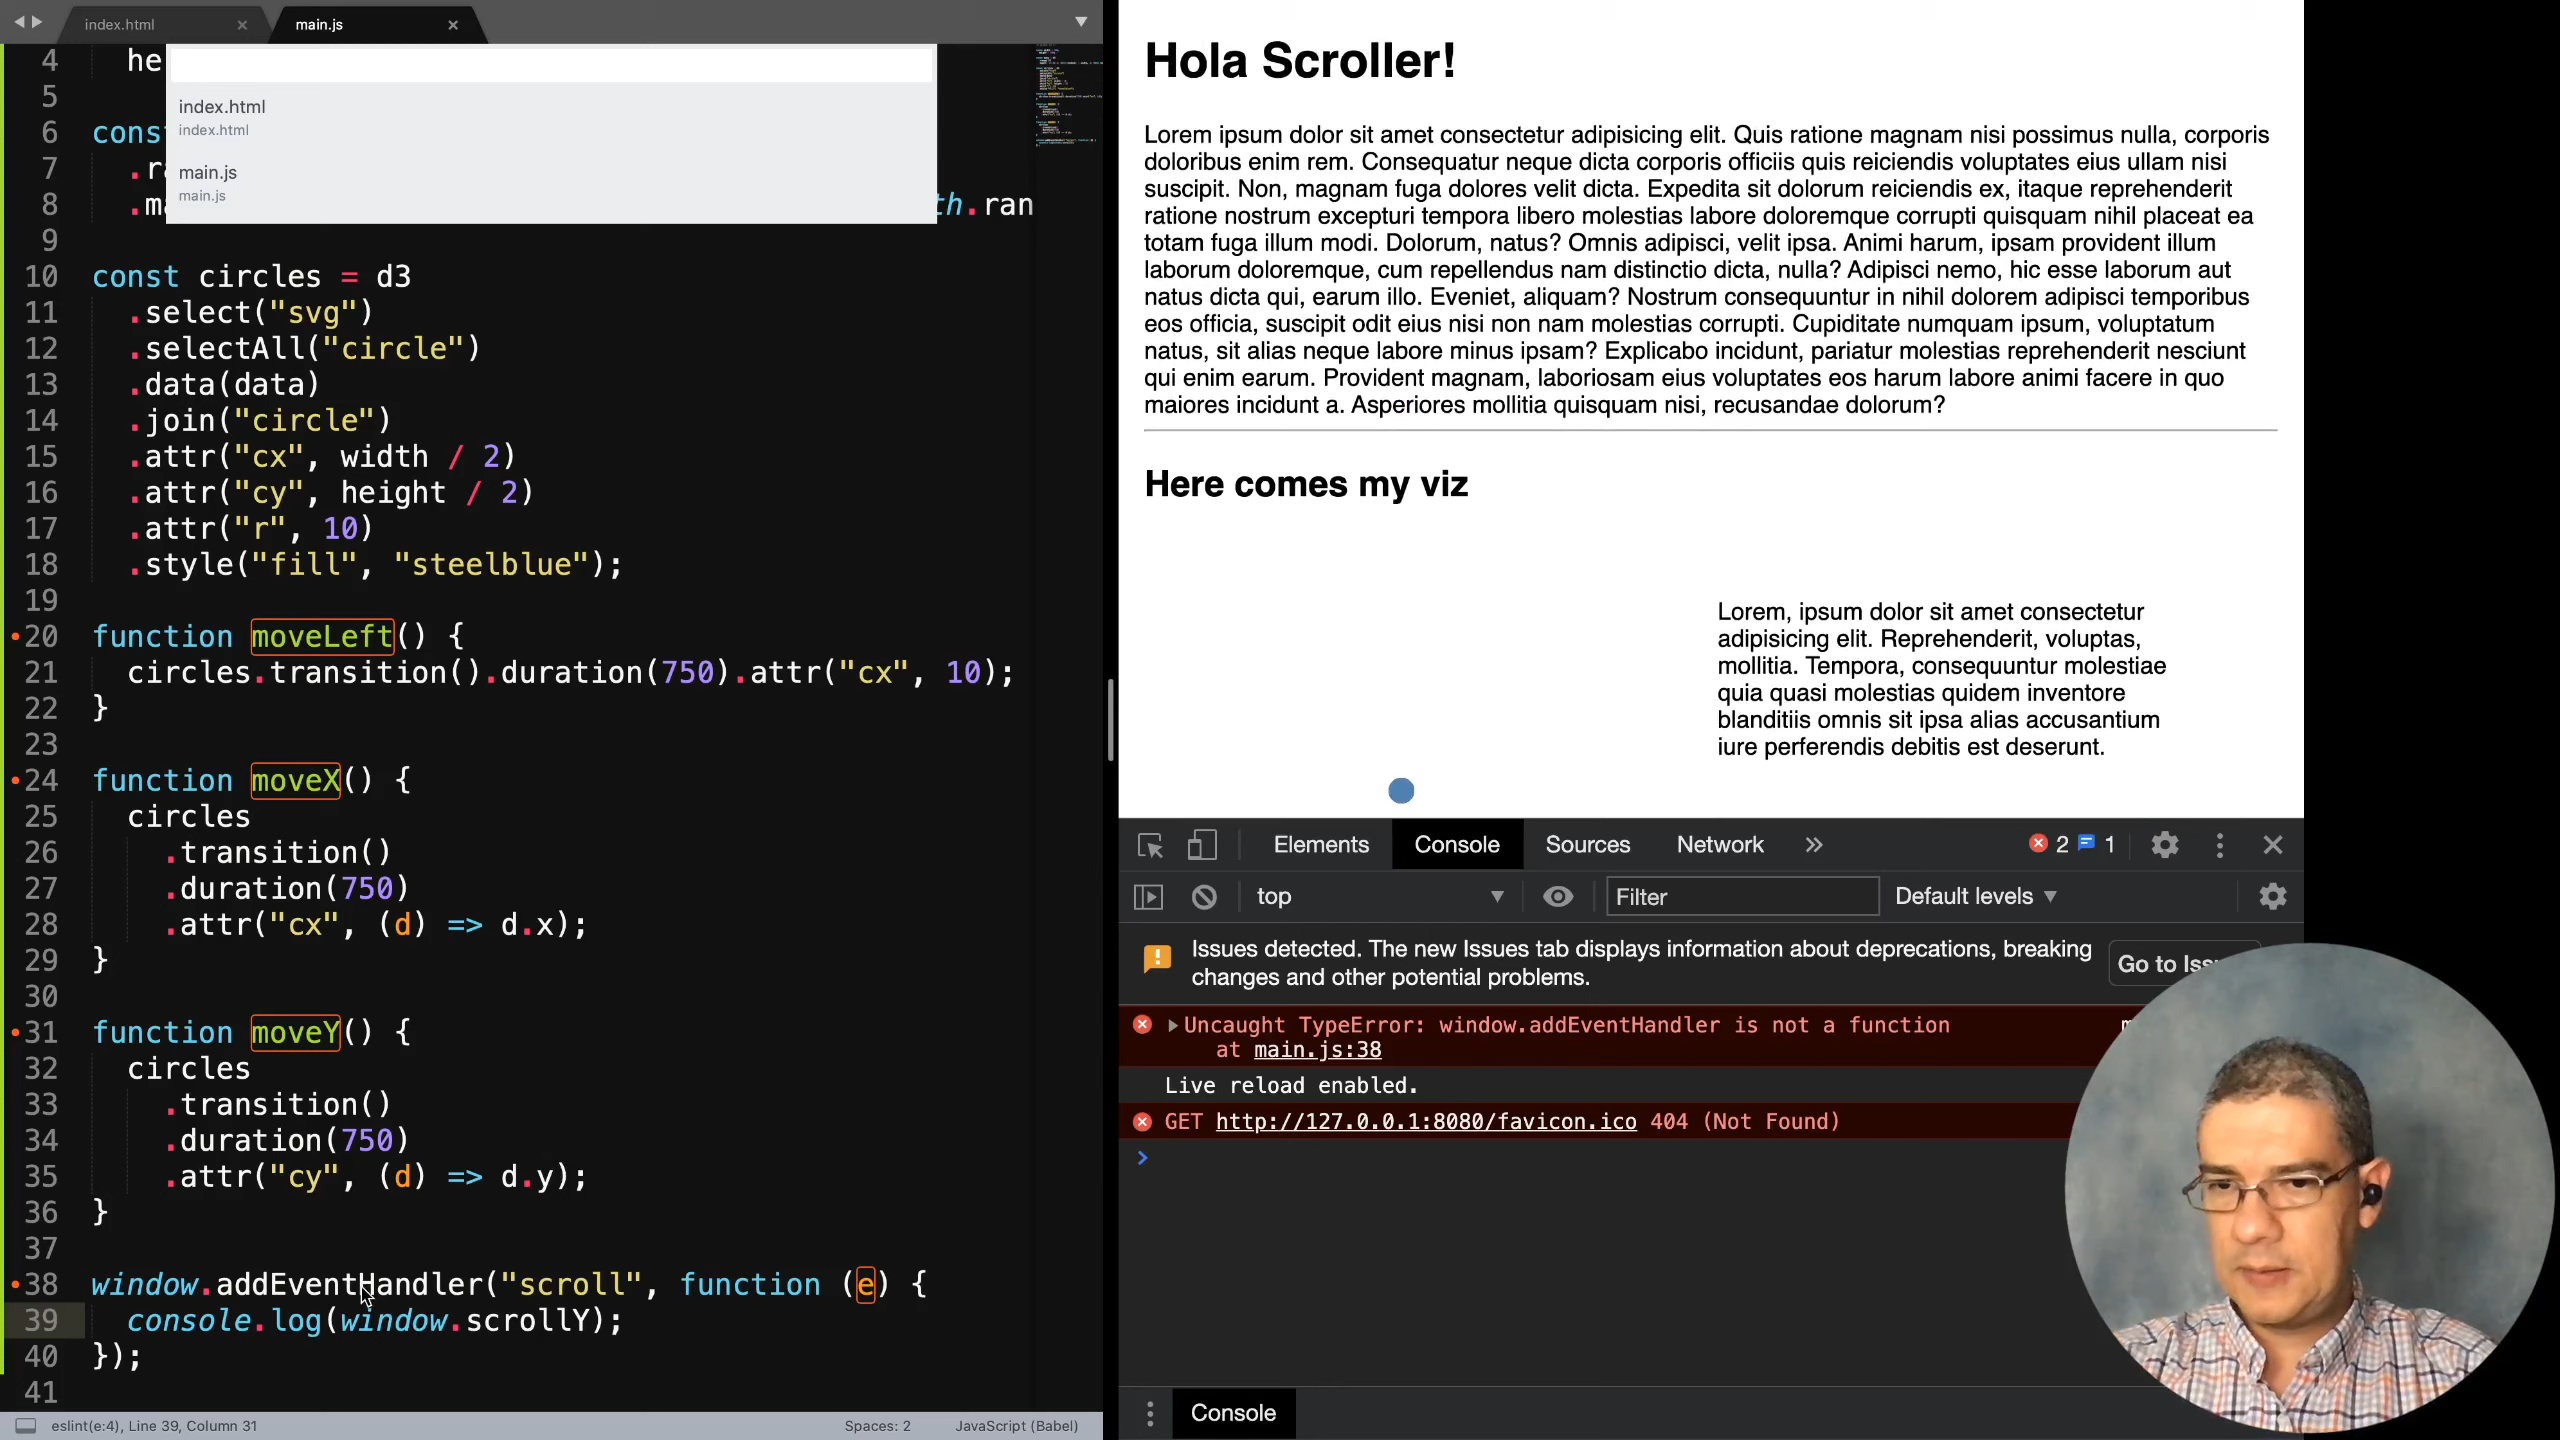 index.html
main.js
4 he
5
index.html
index.html
6 cons
main.js
main.js
7 .ra
8 .ma th.ran
9
10 const circles = d3
11 .select("svg")
12 .selectAll("circle")
13 .data(data)
14 .join("circle")
15 .attr("cx", width / 2)
16 .attr("cy", height / 2)
17 .attr("r", 10)
18 .style("fill", "steelblue");
19
20 function moveLeft() {
21 circles.transition().duration(750).attr("cx", 10);
22 }
23
24 function moveX() {
25 circles
26 .transition()
27 .duration(750)
28 .attr("cx", (d) => d.x);
29 }
30
31 function moveY() {
32 circles
33 .transition()
34 .duration(750)
35 .attr("cy", (d) => d.y);
36 }
37
38 window.addEventHandler("scroll", function (e) {
39 console.log(window.scrollY);
40 });
41
eslint(e:4), Line 39, Column 31
Spaces: 2
JavaScript (Babel)
Hola Scroller!
Lorem ipsum dolor sit amet consectetur adipisicing elit. Quis ratione magnam nisi possimus nulla, corporis
doloribus enim rem. Consequatur neque dicta corporis officiis quis reiciendis voluptates eius ullam nisi
suscipit. Non, magnam fuga dolores velit dicta. Expedita sit dolorum reiciendis ex, itaque reprehenderit
ratione nostrum excepturi tempora libero molestias labore doloremque corrupti quisquam nihil placeat ea
totam fuga illum modi. Dolorum, natus? Omnis adipisci, velit ipsa. Animi harum, ipsam provident illum
laborum doloremque, cum repellendus nam distinctio dicta, nulla? Adipisci nemo, hic esse laborum aut
natus dicta qui, earum illo. Eveniet, aliquam? Nostrum consequuntur in nihil dolorem adipisci temporibus
eos officia, suscipit odit eius nisi non nam molestias corrupti. Cupiditate numquam ipsum, voluptatum
natus, sit alias neque labore minus ipsam? Explicabo incidunt, pariatur molestias reprehenderit nesciunt
qui enim earum. Provident magnam, laboriosam eius voluptates eos harum labore animi facere in quo
maiores incidunt a. Asperiores mollitia quisquam nisi, recusandae dolorum?
Here comes my viz
Lorem, ipsum dolor sit amet consectetur
adipisicing elit. Reprehenderit, voluptas,
mollitia. Tempora, consequuntur molestiae
quia quasi molestias quidem inventore
blanditiis omnis sit ipsa alias accusantium
iure perferendis debitis est deserunt.
Elements
Console
Sources
Network
2
1
top
Filter
Default levels
Issues detected. The new Issues tab displays information about deprecations, breaking
changes and other potential problems.
Go to Iss
Uncaught TypeError: window.addEventHandler is not a function
at main.js:38
Live reload enabled.
GET http://127.0.0.1:8080/favicon.ico 404 (Not Found)
Console